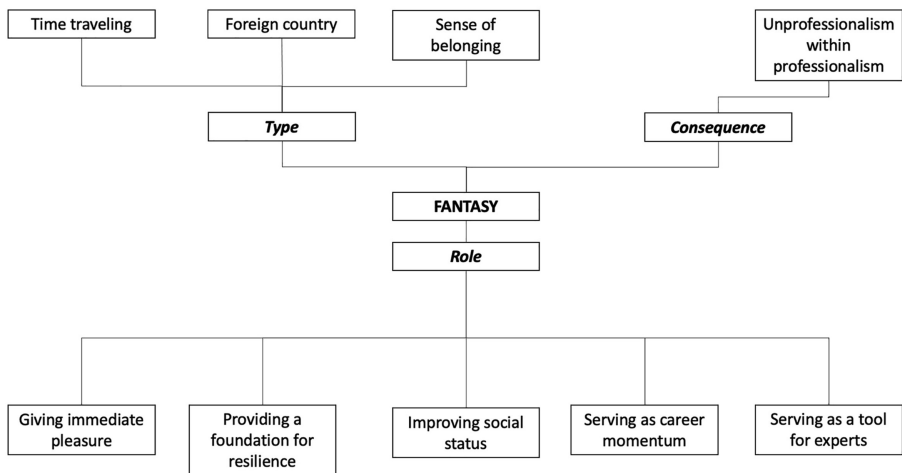 Time traveling
Foreign country
Sense of
belonging
Unprofessionalism
within
professionalism
Type
Consequence
FANTASY
Role
Giving immediate
pleasure
Providing a
foundation for
resilience
Improving social
status
Serving as career
momentum
Serving as a tool
for experts